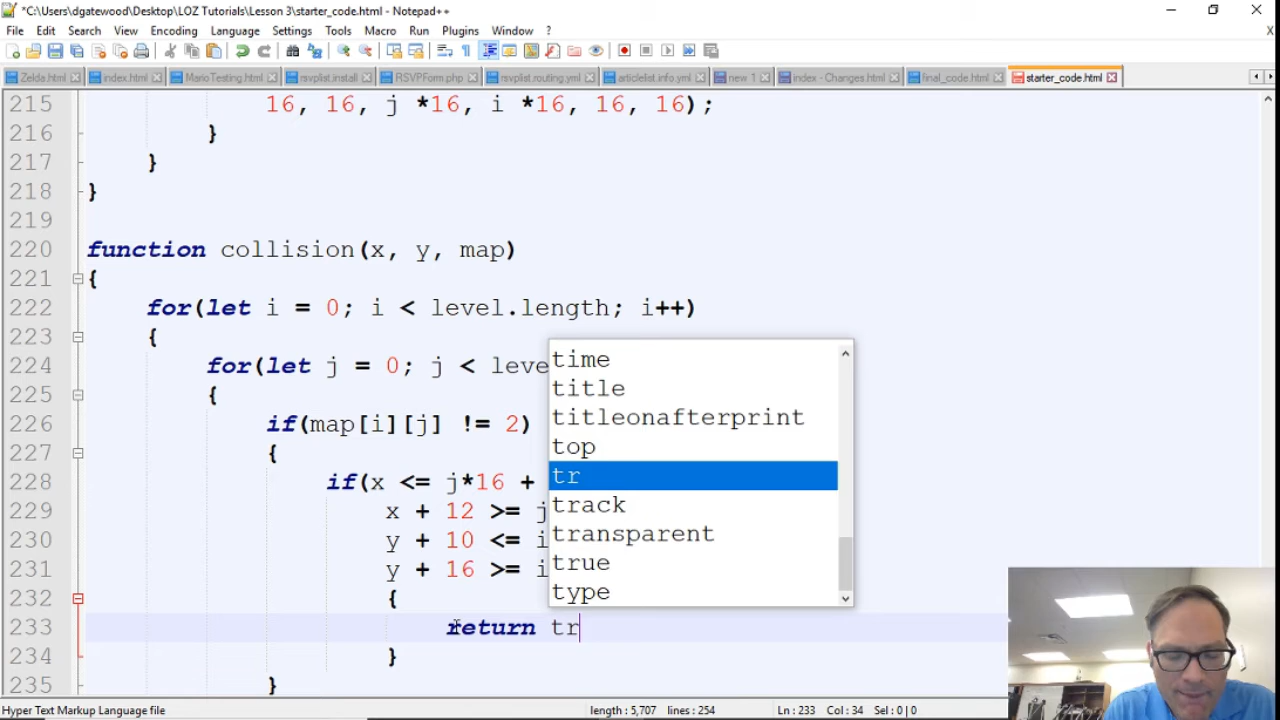 *C:\Users\dgatewood\Desktop\LOZ Tutorials\Lesson 3\starter_code.html - Notepad++
File Edit Search View Encoding Language Settings Tools Macro Run Plugins Window ? X
Zelda.html index.html MarioTesting.html rsvplist.install RSVPForm.php rsvplist.routing.yml articlelist.info.yml new 1 index - Changes.html final_code.html starter_code.html
215 16, 16, j *16, i *16, 16, 16);
216 }
217 }
218 }
219
220 function collision(x, y, map)
221 {
222 for(let i = 0; i < level.length; i++)
223 {
224 for(let j = 0; j < leve
225 {
226 if(map[i][j] != 2)
227 {
228 if(x <= j*16 +
229 x + 12 >= j
230 y + 10 <= i
231 y + 16 >= i
232 {
233 return tr
234 }
235 }
time
title
titleonafterprint
top
tr
track
transparent
true
type
Hyper Text Markup Language file length : 5,707 lines : 254 Ln : 233 Col : 34 Sel : 0 | 0